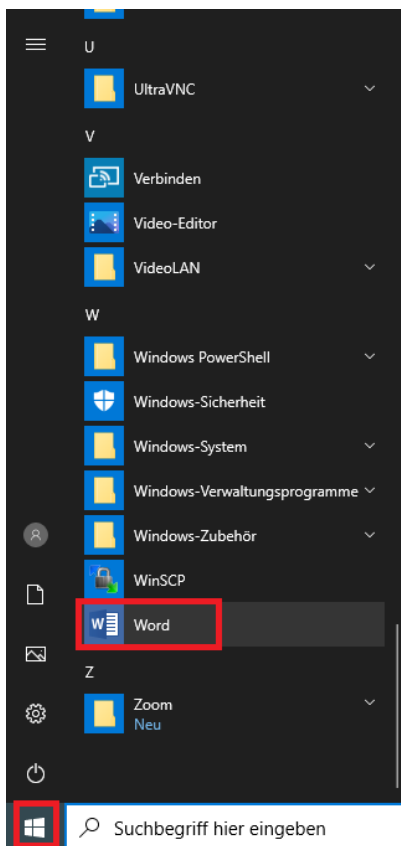 U
UltraVNC
V
Verbinden
Video-Editor
VideoLAN
W
Windows PowerShell
Windows-Sicherheit
Windows-System
Windows-Verwaltungsprogramme
Windows-Zubehör
WinSCP
W Word
Z
Zoom
Neu
Suchbegriff hier eingeben